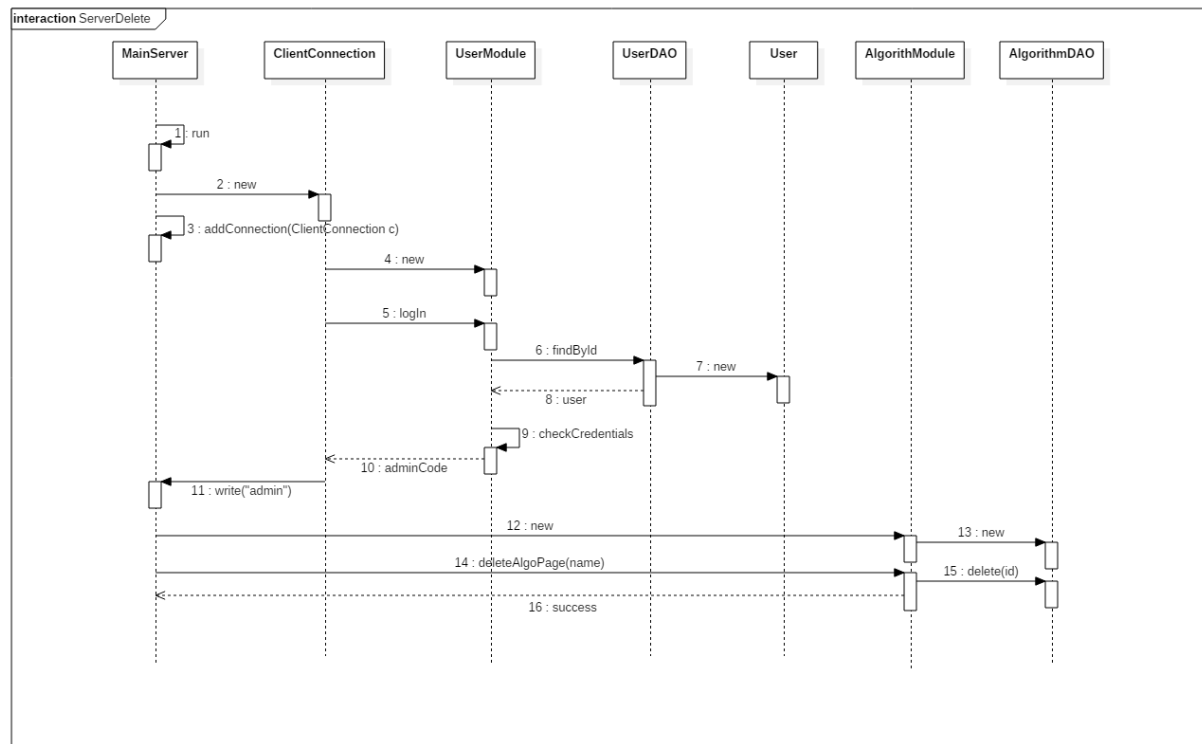 interaction ServerDelete
MainServer
ClientConnection
UserModule
UserDAO
User
AlgorithModule
AlgorithmDAO
1 : run
2 : new
3 : addConnection(ClientConnection c)
4 : new
5 : logIn
6 : findById
7 : new
8 : user
9 : checkCredentials
10 : adminCode
11 : write("admin")
12 : new
13 : new
14 : deleteAlgoPage(name)
15 : delete(id)
16 : success